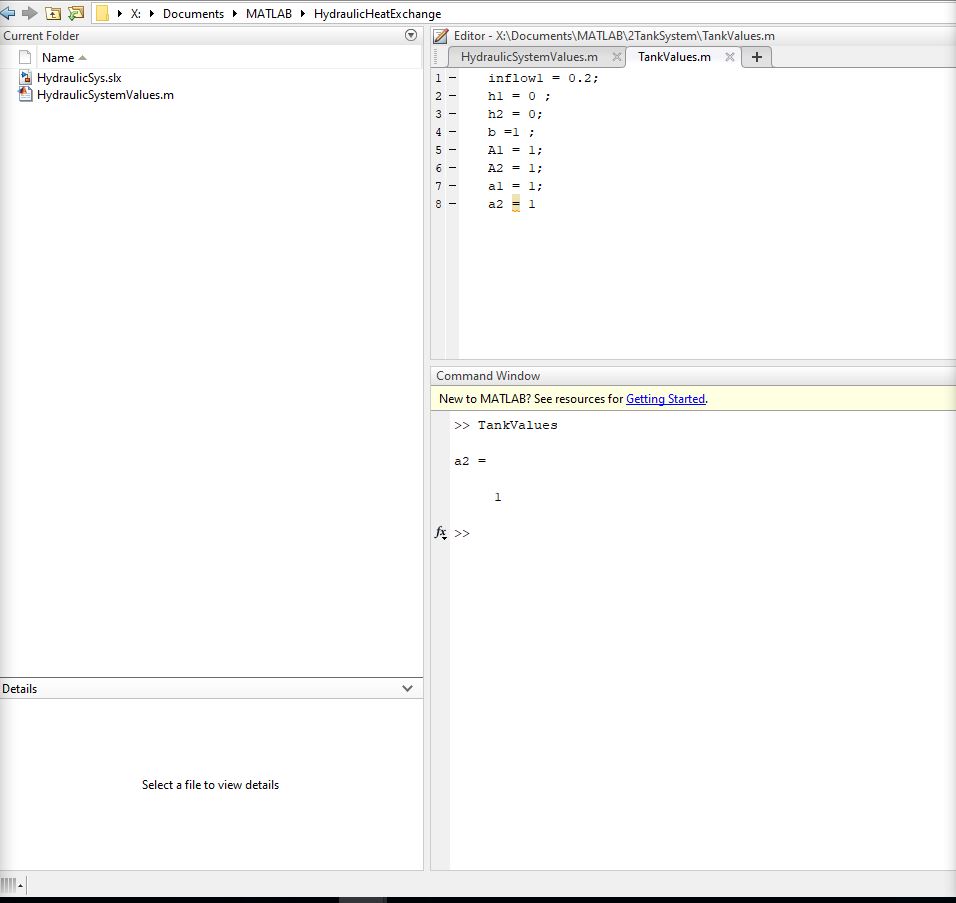 X: Documents MATLAB HydraulicHeatExchange
Current Folder
Name
HydraulicSys.slx
HydraulicSystemValues.m
Details
Select a file to view details
Editor - X:\Documents\MATLAB\2TankSystem\TankValues.m
HydraulicSystemValues.m TankValues.m
1 inflow1 = 0.2;
2 h1 = 0 ;
3 h2 = 0;
4 b =1 ;
5 A1 = 1;
6 A2 = 1;
7 a1 = 1;
8 a2 = 1
Command Window
New to MATLAB? See resources for Getting Started.
>> TankValues
a2 =
1
fx >>